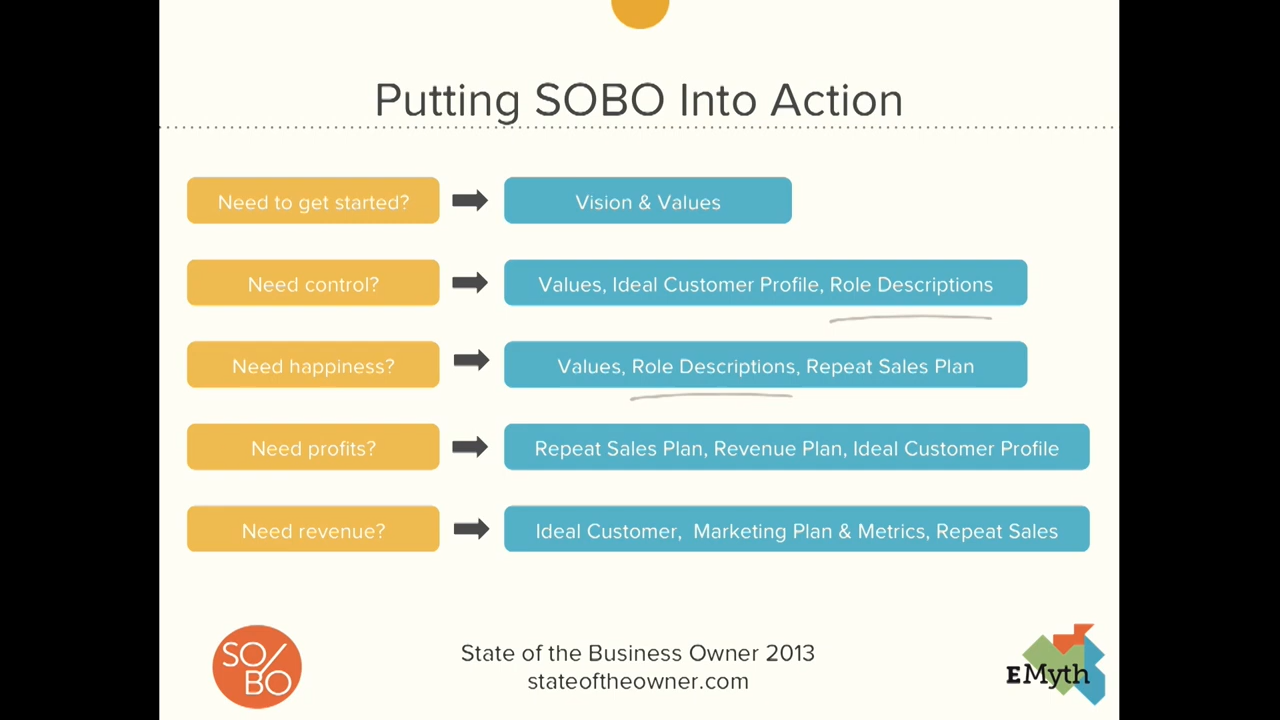 Putting SOBO Into Action
Need to get started?
Vision & Values
Need control?
Values, Ideal Customer Profile, Role Descriptions
Need happiness?
Values, Role Descriptions, Repeat Sales Plan
Need profits?
Repeat Sales Plan, Revenue Plan, Ideal Customer Profile
Need revenue?
Ideal Customer,  Marketing Plan & Metrics, Repeat Sales
SO/
BO
State of the Business Owner 2013
stateoftheowner.com
EMyth